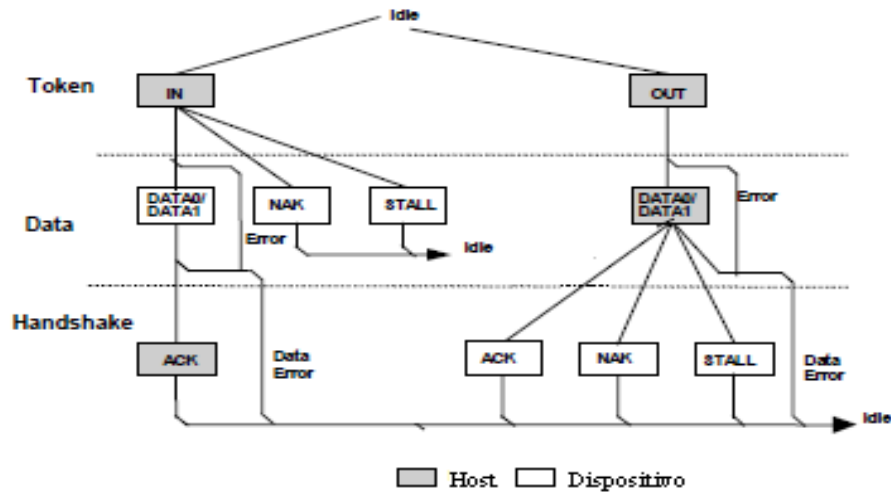 Idle
Token
IN
OUT
DATA0/
DATA1
NAK
STALL
DATA0/
DATA1
Error
Data
Error
Idle
Handshake
ACK
Data
Error
ACK
NAK
STALL
Data
Error
Idle
Host
Dispositivo